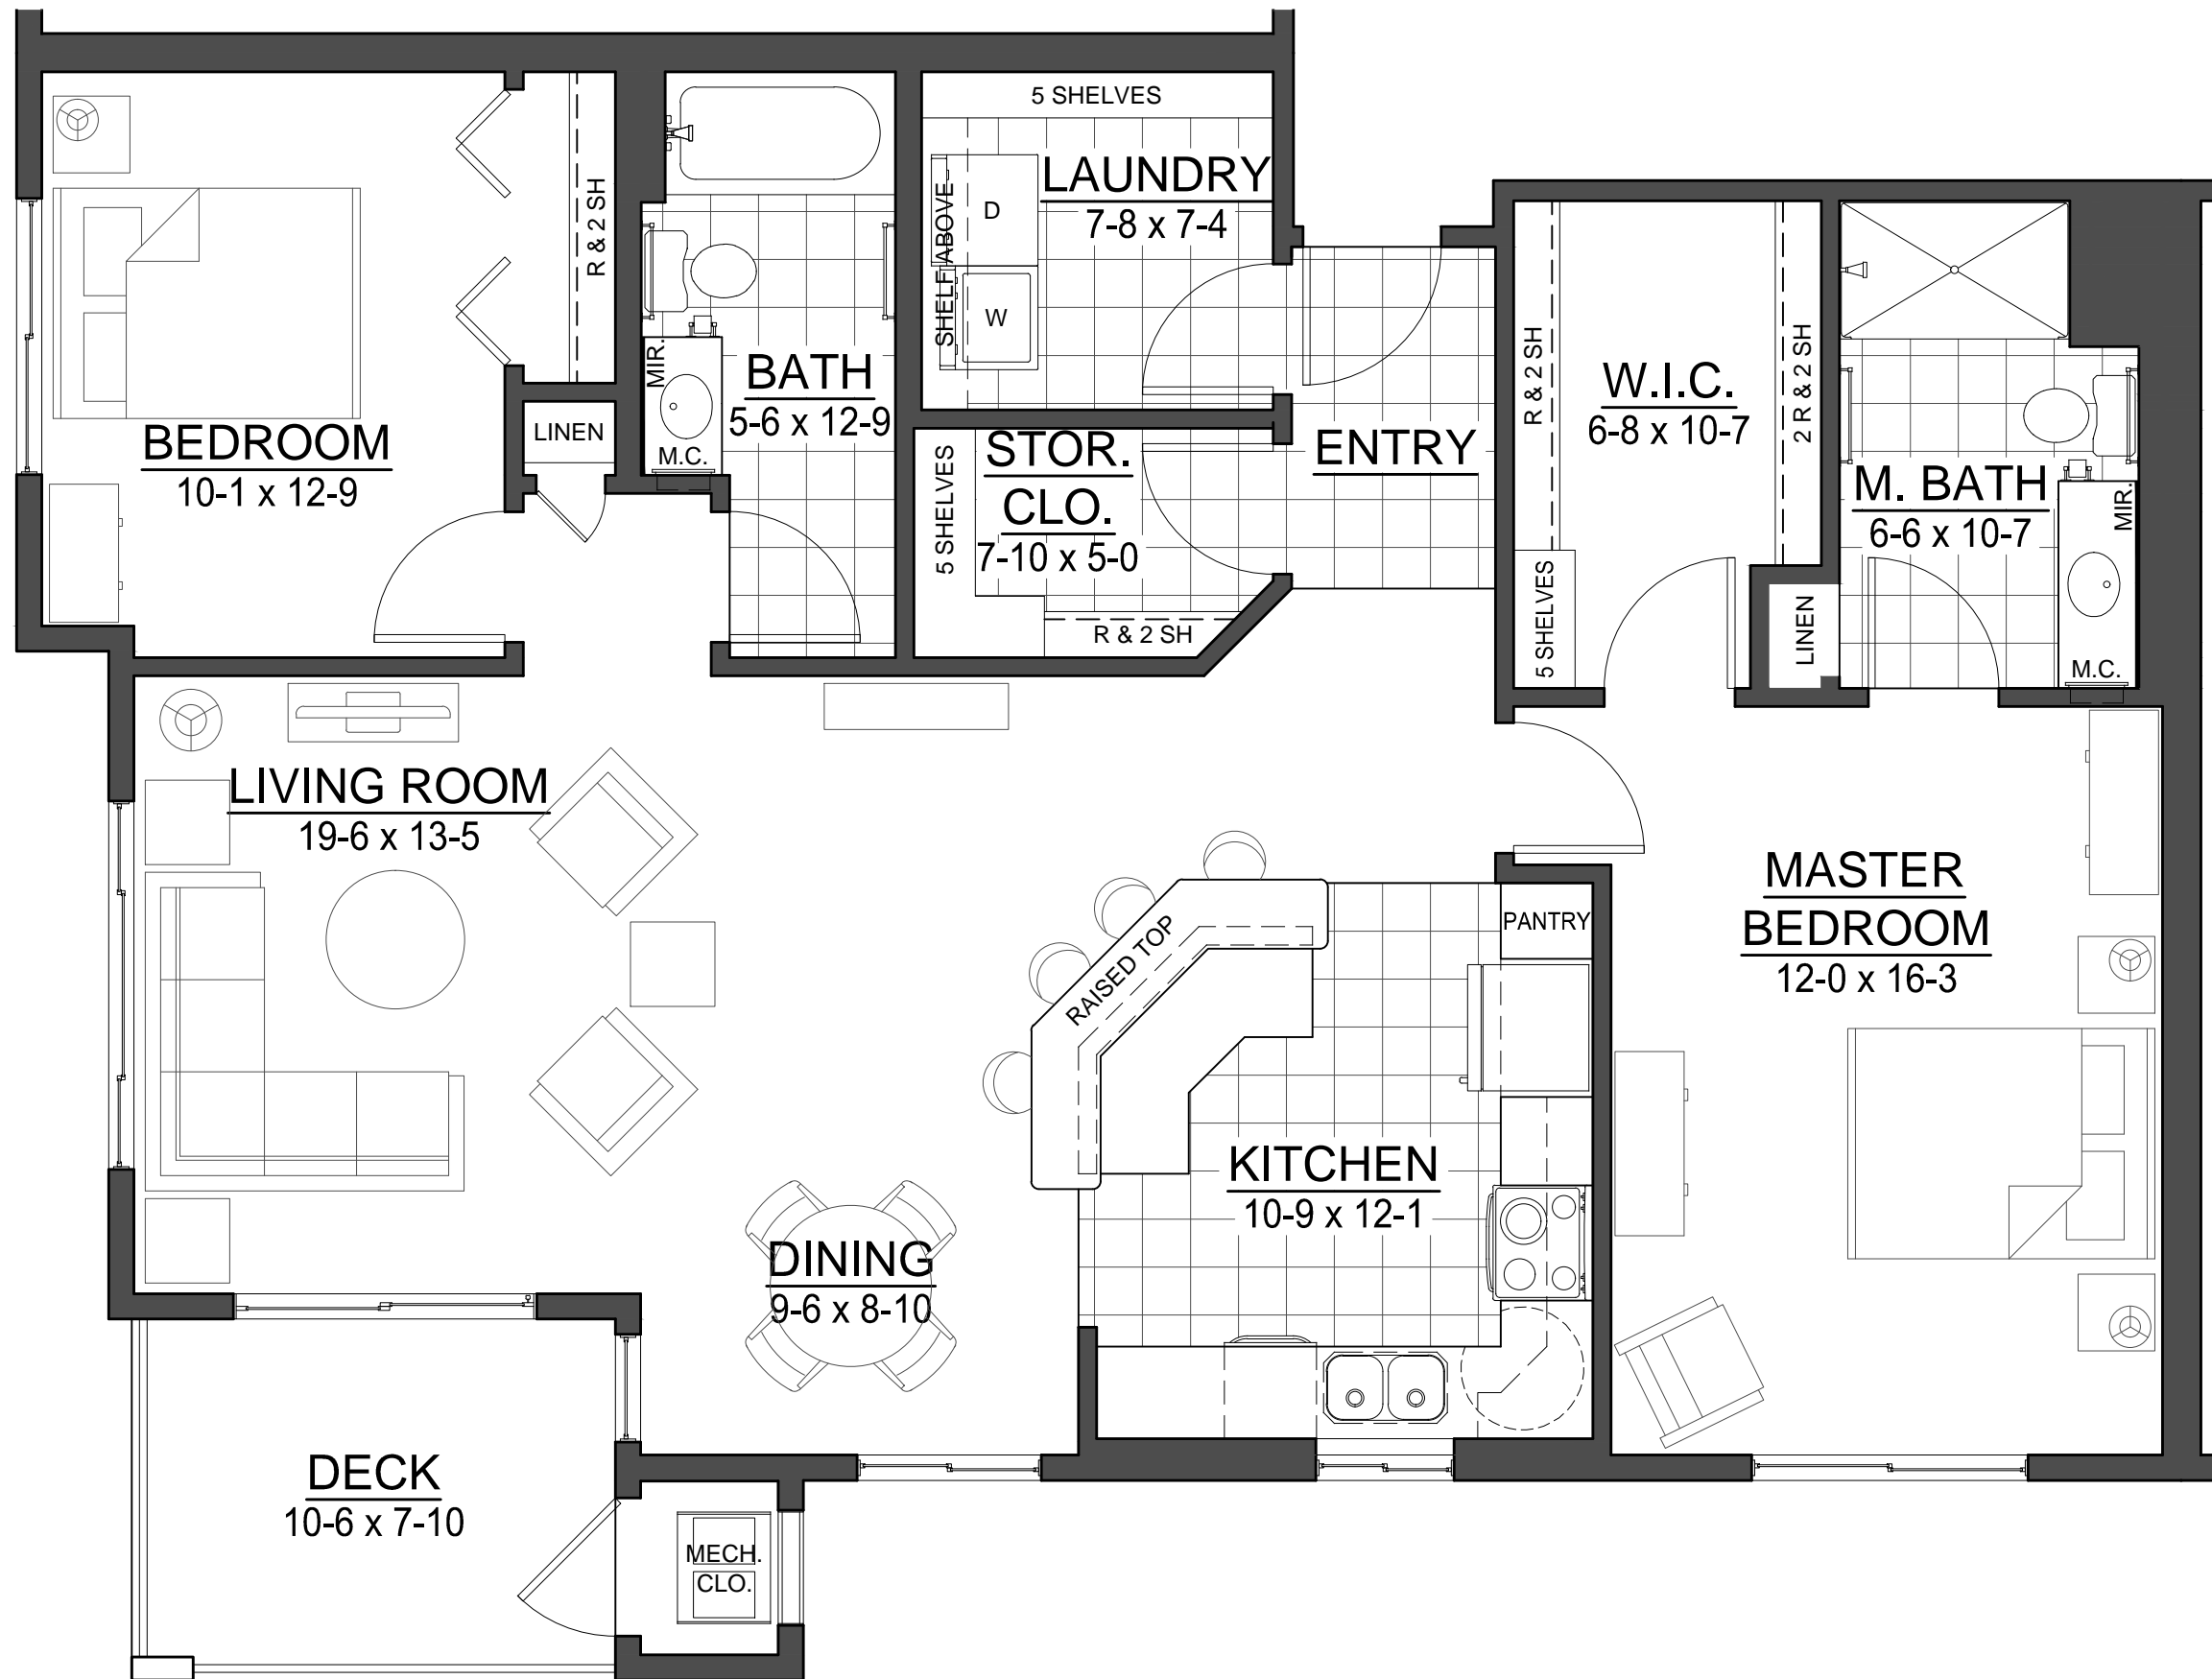 5 SHELVES
LAUNDRY
7-8 x 7-4
SHELF ABOVE
D
W
R & 2 SH
BEDROOM
10-1 x 12-9
LINEN
MIR.
BATH
5-6 x 12-9
M.C.
5 SHELVES
STOR.
CLO.
7-10 x 5-0
R & 2 SH
ENTRY
R & 2 SH
W.I.C.
6-8 x 10-7
2 R & 2 SH
5 SHELVES
M. BATH
6-6 x 10-7
MIR.
LINEN
M.C.
LIVING ROOM
19-6 x 13-5
RAISED TOP
PANTRY
MASTER
BEDROOM
12-0 x 16-3
KITCHEN
10-9 x 12-1
DINING
9-6 x 8-10
DECK
10-6 x 7-10
MECH.
CLO.